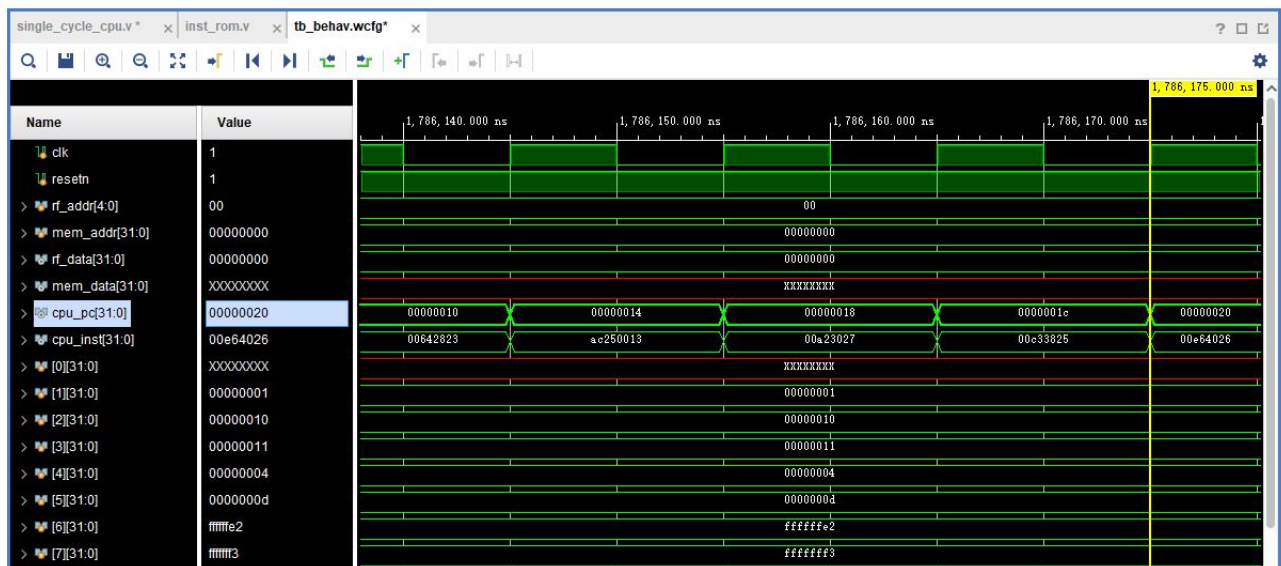 single_cycle_cpu.v * × inst_rom.v × tb_behav.wcfg* ×
1,786,175.000 ns
Name Value 1,786,140.000 ns 1,786,150.000 ns 1,786,160.000 ns 1,786,170.000 ns
clk 1
resetn 1
rf_addr[4:0] 00 00
mem_addr[31:0] 00000000 00000000
rf_data[31:0] 00000000 00000000
mem_data[31:0] XXXXXXXX XXXXXXXX
cpu_pc[31:0] 00000020 00000010 00000014 00000018 0000001c 00000020
cpu_inst[31:0] 00e64026 00642823 ac250013 00a23027 00c33825 00e64026
[0][31:0] XXXXXXXX XXXXXXXX
[1][31:0] 00000001 00000001
[2][31:0] 00000010 00000010
[3][31:0] 00000011 00000011
[4][31:0] 00000004 00000004
[5][31:0] 0000000d 0000000d
[6][31:0] ffffffe2 ffffffe2
[7][31:0] fffffff3 fffffff3